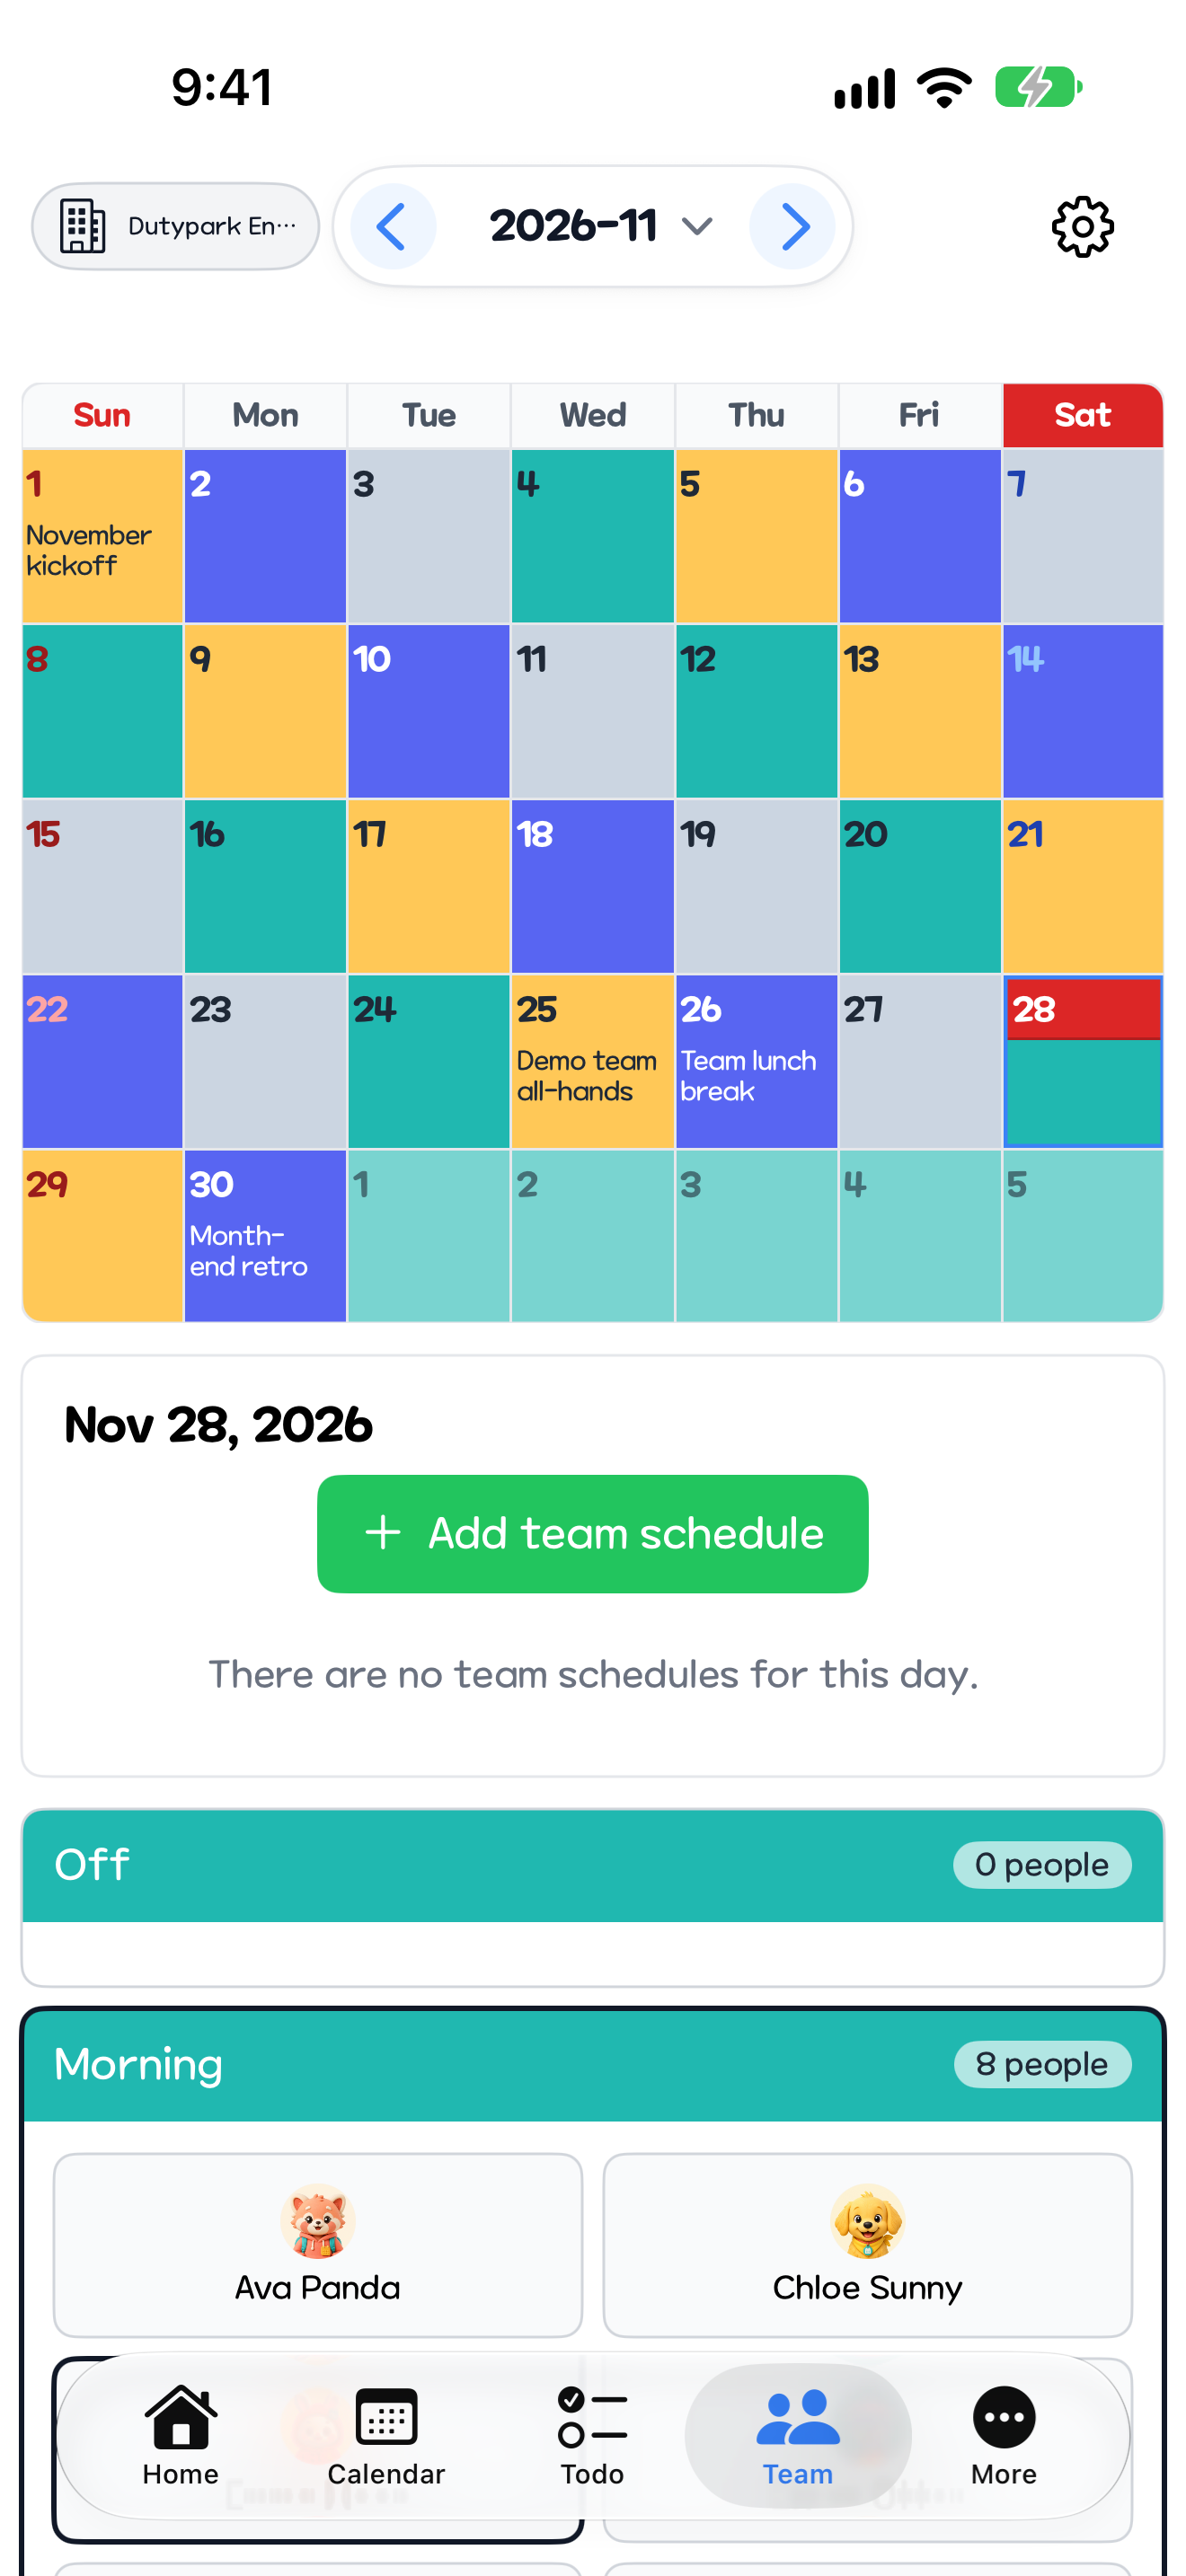 9:41
Dutypark En…
2026-11
Sun Mon Tue Wed Thu Fri Sat
1 2 3 4 5 6 7
November
kickoff
8 9 10 11 12 13 14
15 16 17 18 19 20 21
22 23 24 25 26 27 28
Demo team Team lunch
all-hands break
29 30 1 2 3 4 5
Month-
end retro
Nov 28, 2026
+ Add team schedule
There are no team schedules for this day.
Off 0 people
Morning 8 people
Ava Panda Chloe Sunny
Home Calendar Todo Team More